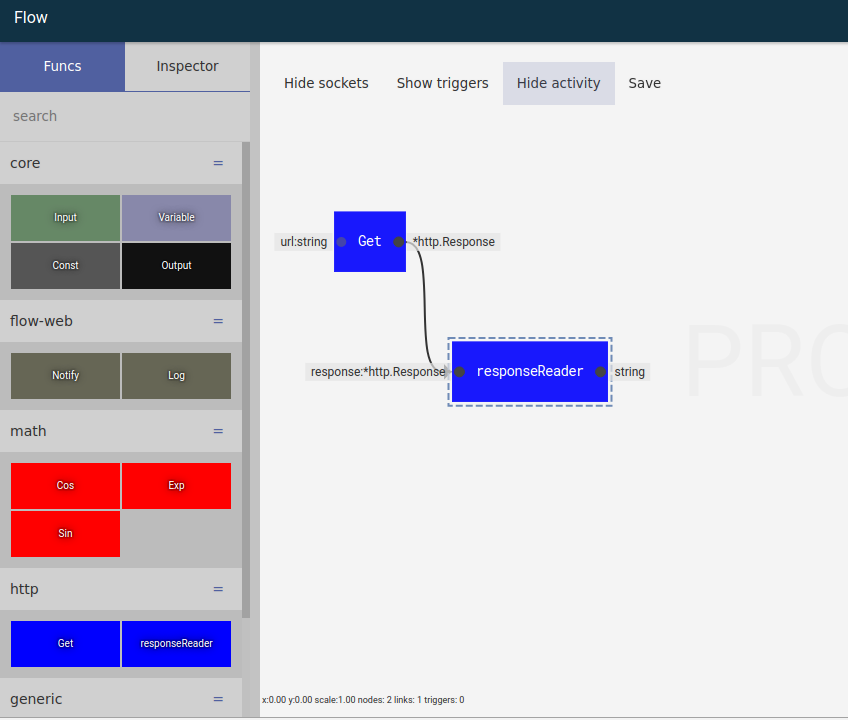 Flow
Funcs
Inspector
search
core
=
Input
Variable
Const
Output
flow-web
=
Notify
Log
math
=
Cos
Exp
Sin
http
=
Get
responseReader
generic
=
Hide sockets
Show triggers
Hide activity
Save
url:string
Get
*http.Response
response:*http.Response
responseReader
string
PRO
x:0.00 y:0.00 scale:1.00 nodes: 2 links: 1 triggers: 0